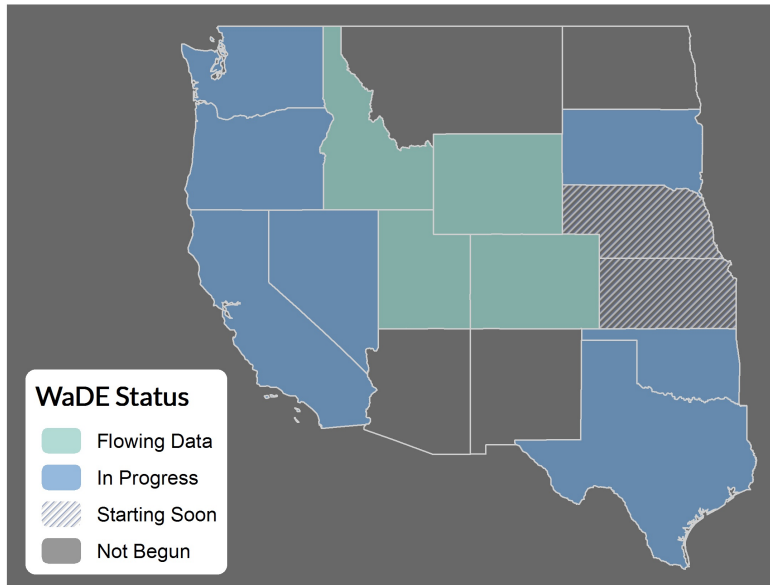 WaDE Status
Flowing Data
In Progress
Starting Soon
Not Begun